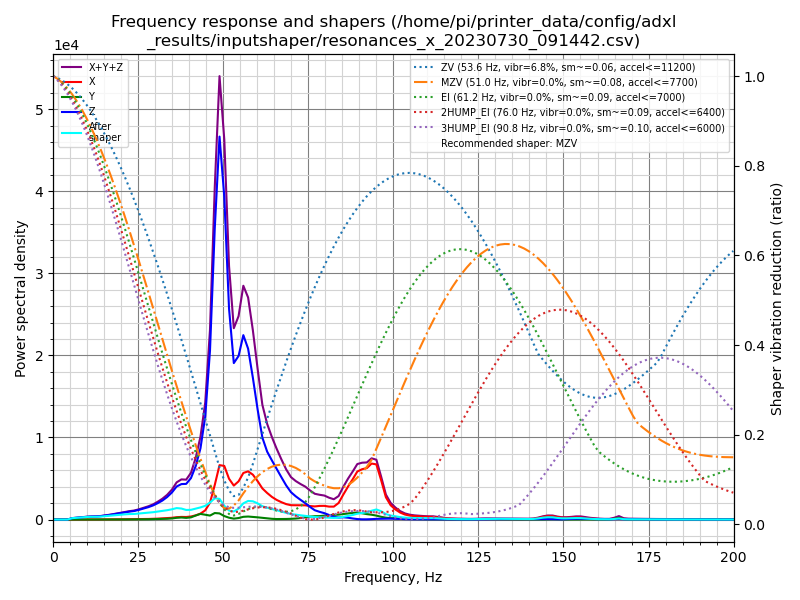 Frequency response and shapers (/home/pi/printer_data/config/adxl
_results/inputshaper/resonances_x_20230730_091442.csv)
1e4
X+Y+Z
X
Y
Z
After
shaper
ZV (53.6 Hz, vibr=6.8%, sm~=0.06, accel<=11200)
MZV (51.0 Hz, vibr=0.0%, sm~=0.08, accel<=7700)
EI (61.2 Hz, vibr=0.0%, sm~=0.09, accel<=7000)
2HUMP_EI (76.0 Hz, vibr=0.0%, sm~=0.09, accel<=6400)
3HUMP_EI (90.8 Hz, vibr=0.0%, sm~=0.10, accel<=6000)
Recommended shaper: MZV
Power spectral density
5
4
3
2
1
0
1.0
0.8
0.6
0.4
0.2
0.0
Shaper vibration reduction (ratio)
0 25 50 75 100 125 150 175 200
Frequency, Hz